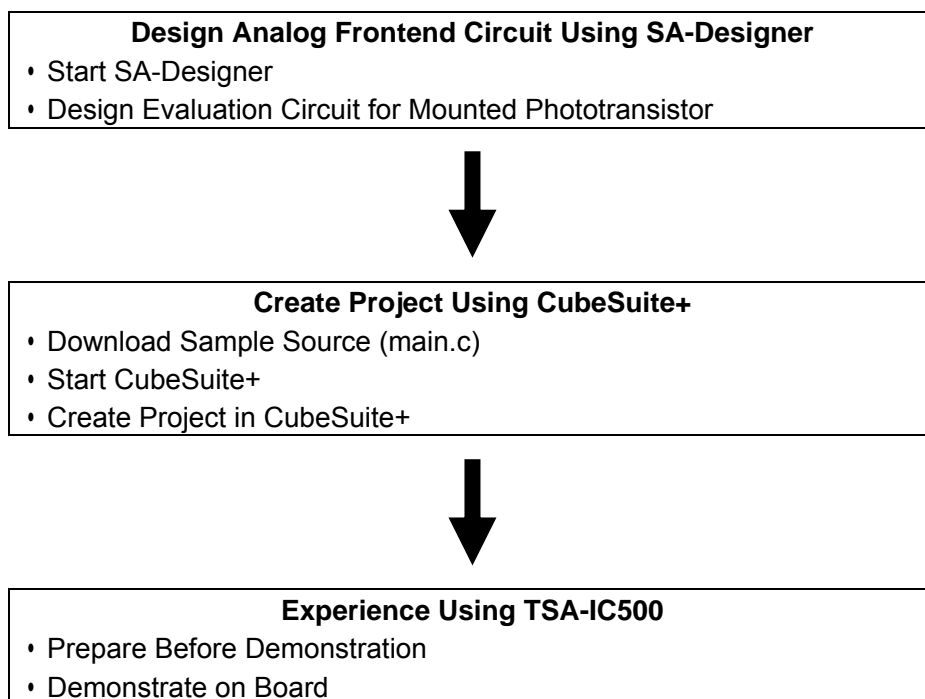 Design Analog Frontend Circuit Using SA-Designer
• Start SA-Designer
• Design Evaluation Circuit for Mounted Phototransistor
Create Project Using CubeSuite+
• Download Sample Source (main.c)
• Start CubeSuite+
• Create Project in CubeSuite+
Experience Using TSA-IC500
• Prepare Before Demonstration
• Demonstrate on Board